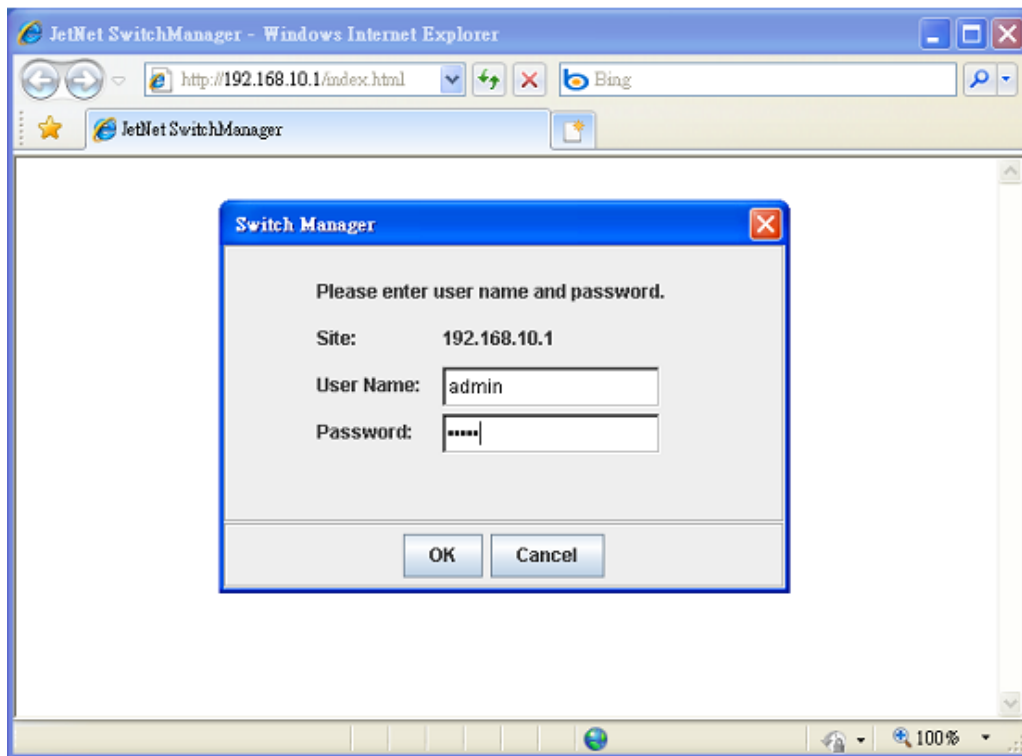 JetNet SwitchManager - Windows Internet Explorer
http://192.168.10.1/index.html
Bing
JetNet SwitchManager
Switch Manager
Please enter user name and password.
Site: 192.168.10.1
User Name: admin
Password: •••••
OK Cancel
100%